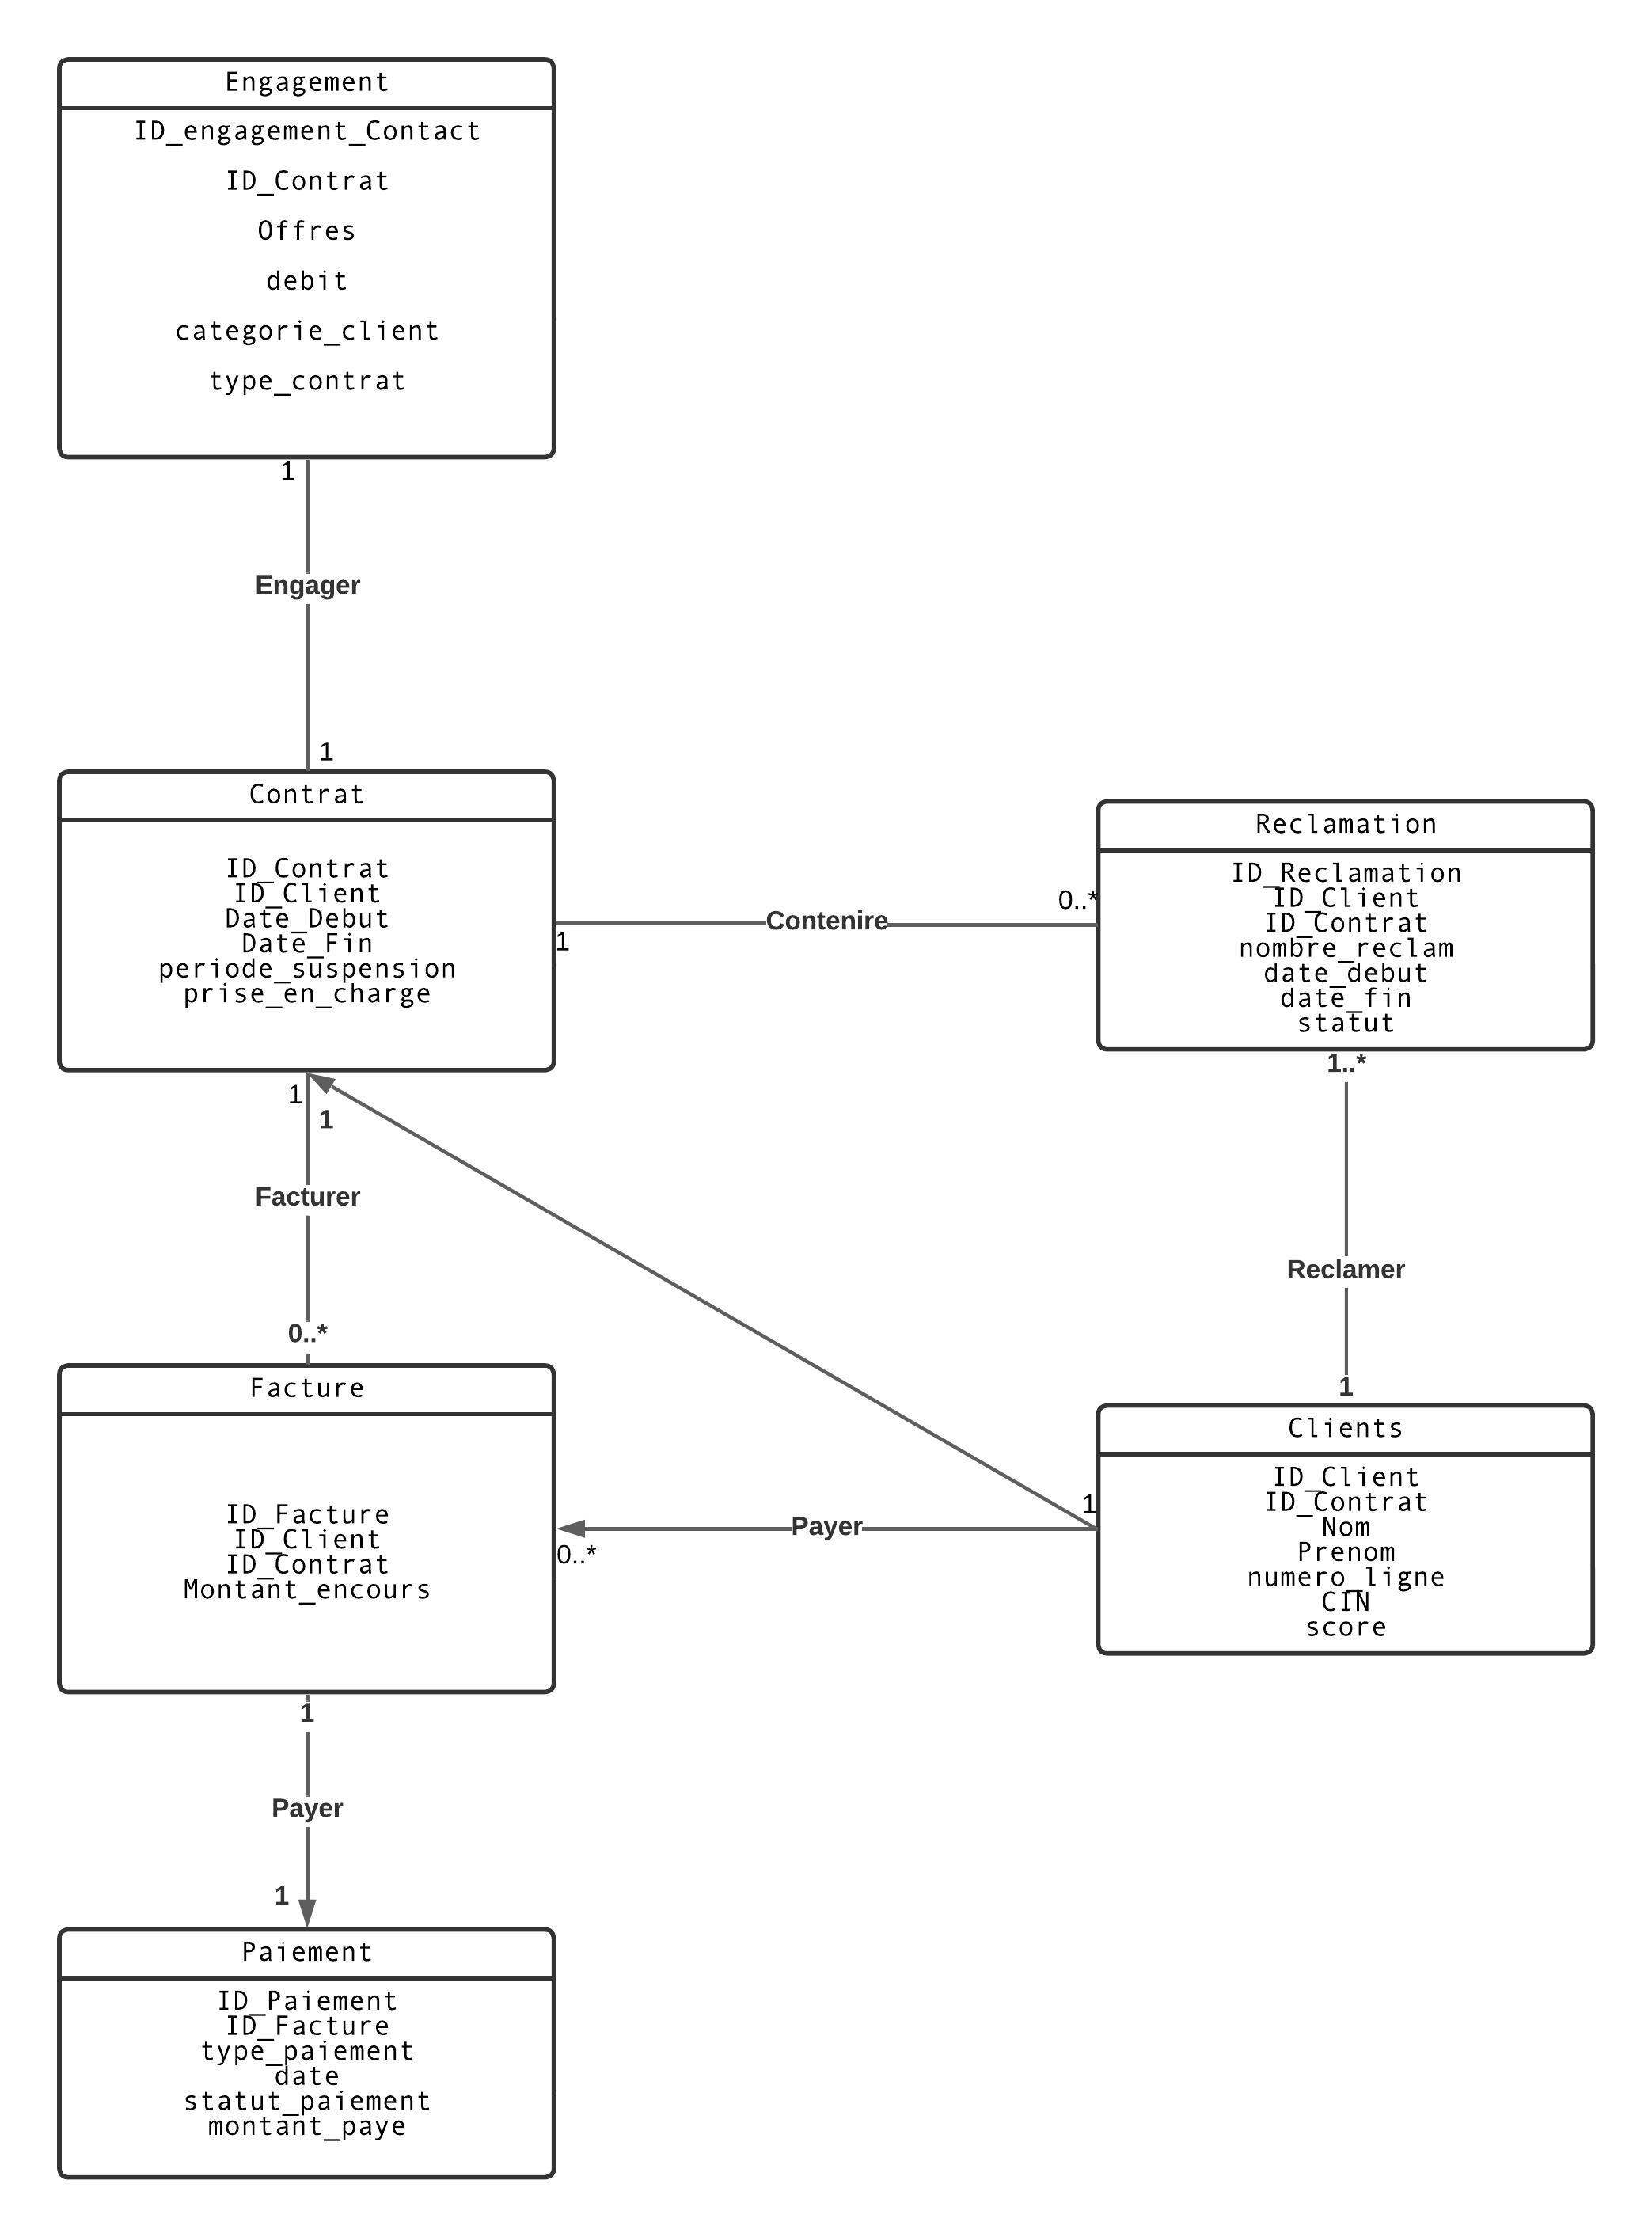 Engagement
ID_engagement_Contact
ID_Contrat
Offres
debit
categorie_client
type_contrat
1
Engager
1
Contrat
ID_Contrat
ID_Client
Date_Debut
Date_Fin
periode_suspension
prise_en_charge
1
Contenire
0..*
Reclamation
ID_Reclamation
ID_Client
ID_Contrat
nombre_reclam
date_debut
date_fin
statut
1..*
Reclamer
1
1
1
Facturer
0..*
Facture
ID_Facture
ID_Client
ID_Contrat
Montant_encours
0..*
Payer
1
Clients
ID_Client
ID_Contrat
Nom
Prenom
numero_ligne
CIN
score
1
Payer
1
Paiement
ID_Paiement
ID_Facture
type_paiement
date
statut_paiement
montant_paye